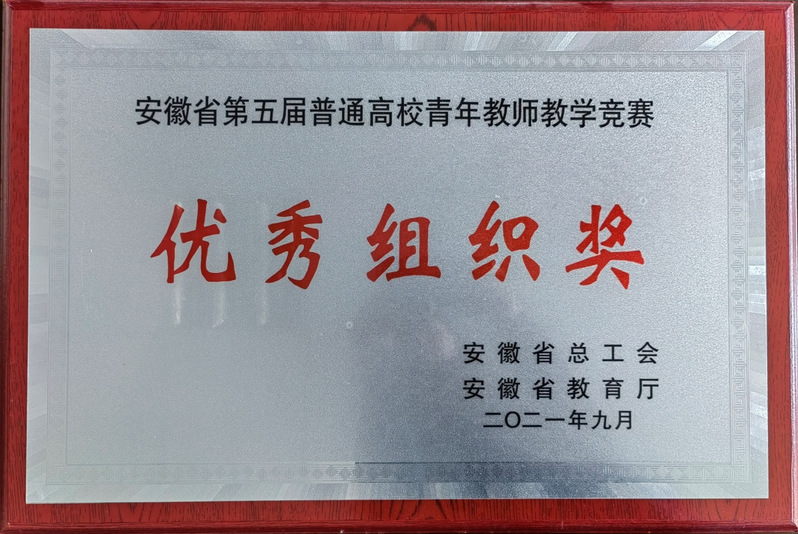 安徽省第五届普通高校青年教师教学竞赛
优秀组织奖
安徽省总工会
安徽省教育厅
二〇二一年九月